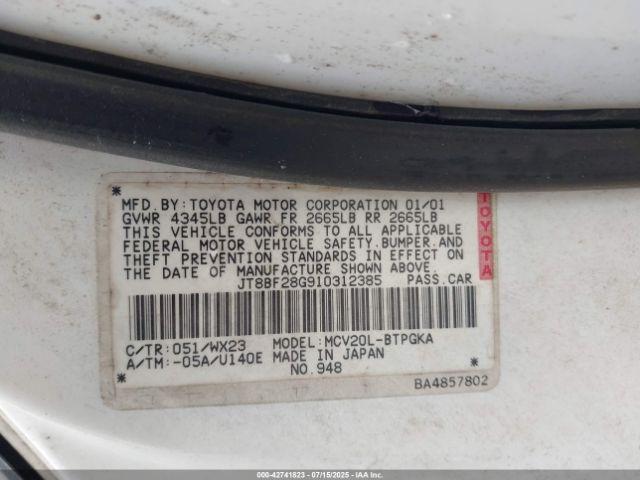 MFD. BY: TOYOTA MOTOR CORPORATION 01/01
GVWR 4345LB GAWR FR 2665LB RR 2665LB
THIS VEHICLE CONFORMS TO ALL APPLICABLE
FEDERAL MOTOR VEHICLE SAFETY, BUMPER, AND
THEFT PREVENTION STANDARDS IN EFFECT ON
THE DATE OF MANUFACTURE SHOWN ABOVE.
JT8BF28G910312385 PASS. CAR
C/TR: 051/WX23 MODEL: MCV20L-BTPGKA
A/TM: -05A/U140E MADE IN JAPAN
NO. 948
BA4857802
TOYOTA
000-42741823 | 07/15/2025 | COPYRIGHT IAA, LLC.